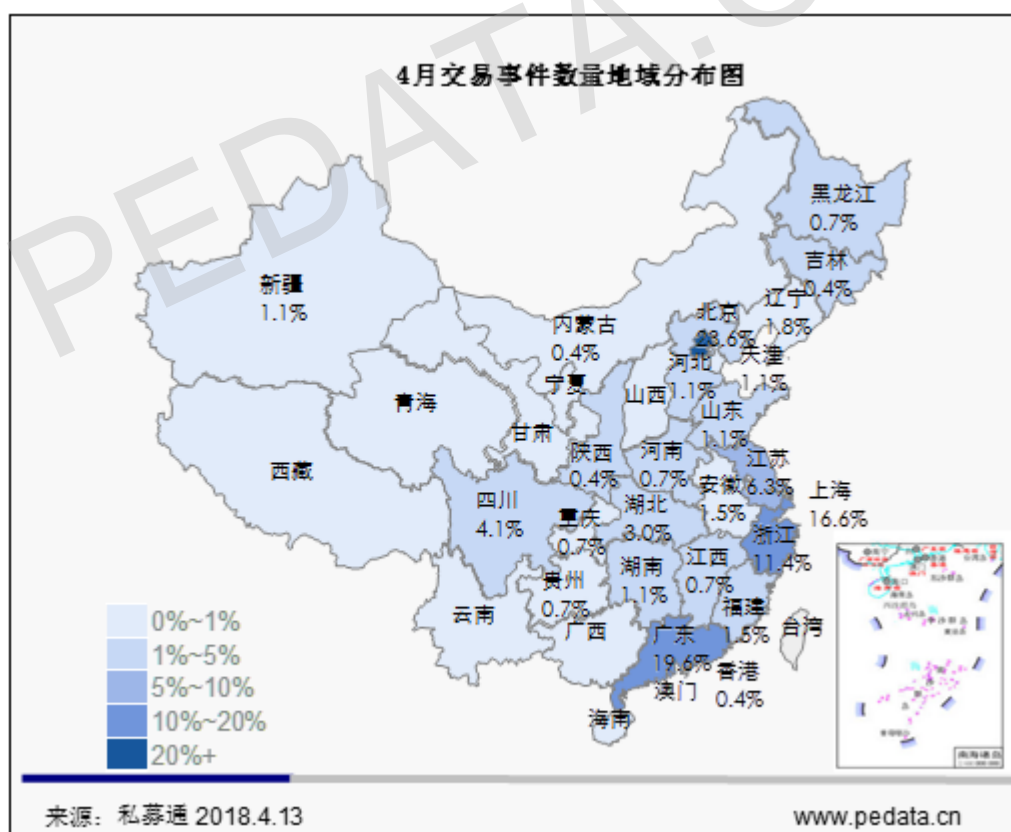 PEDATA.C
4月交易事件数量地域分布图
黑龙江
0.7%
吉林
0.4%
辽宁
1.8%
新疆
1.1%
内蒙古
0.4%
北京
23.6%
天津
1.1%
河北
1.1%
宁夏
山西
青海
甘肃
山东
1.1%
西藏
陕西
0.4%
河南
0.7%
江苏
6.3%
安徽
1.5%
上海
16.6%
四川
4.1%
重庆
0.7%
湖北
3.0%
浙江
11.4%
湖南
1.1%
江西
0.7%
贵州
0.7%
福建
1.5%
云南
广西
广东
19.6%
台湾
香港
0.4%
澳门
海南
0%~1%
1%~5%
5%~10%
10%~20%
20%+
南海诸岛
来源：私募通 2018.4.13
www.pedata.cn